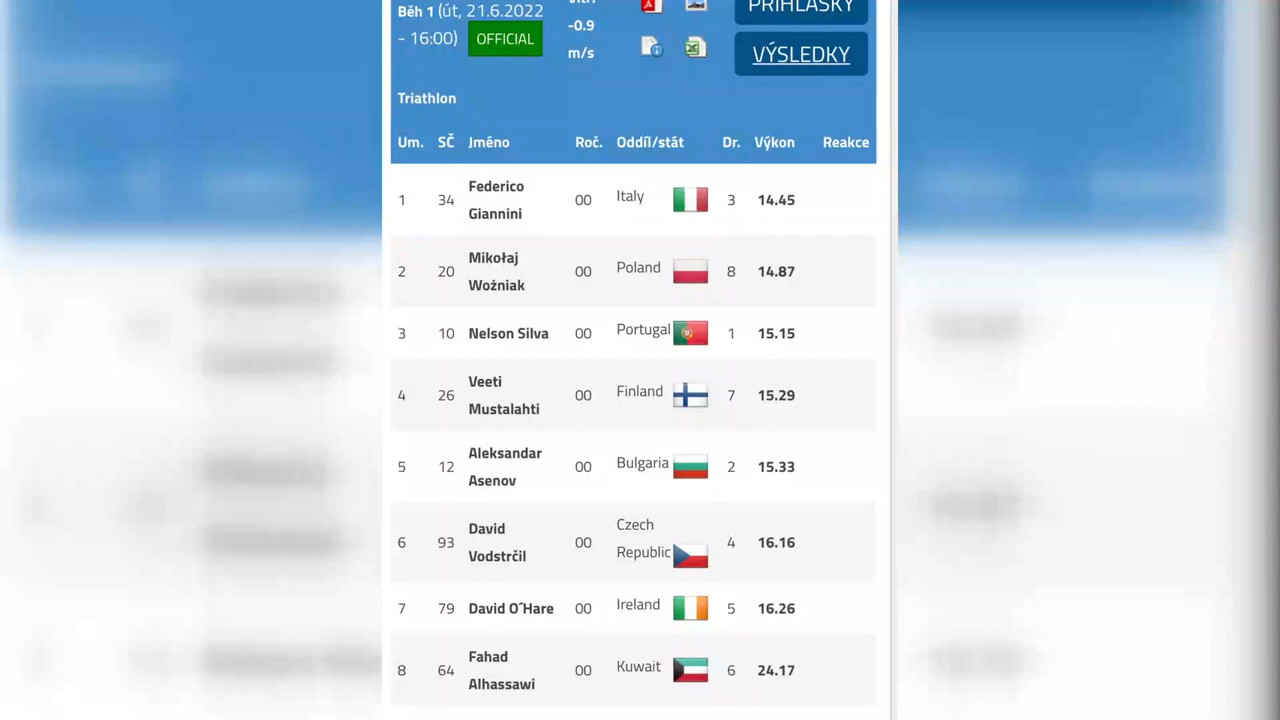 Běh 1 (út, 21.6.2022
- 16:00) OFFICIAL
-0.9
m/s
PŘIHLÁŠKY
VÝSLEDKY
Triathlon
Um. SČ Jméno Roč. Oddíl/stát Dr. Výkon Reakce
1 34 Federico Giannini 00 Italy 3 14.45
2 20 Mikołaj Wożniak 00 Poland 8 14.87
3 10 Nelson Silva 00 Portugal 1 15.15
4 26 Veeti Mustalahti 00 Finland 7 15.29
5 12 Aleksandar Asenov 00 Bulgaria 2 15.33
6 93 David Vodstrčil 00 Czech Republic 4 16.16
7 79 David O´Hare 00 Ireland 5 16.26
8 64 Fahad Alhassawi 00 Kuwait 6 24.17